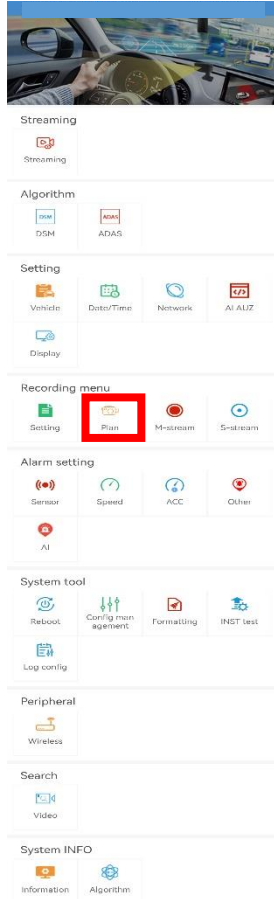 Streaming
Streaming
Algorithm
DSM ADAS
DSM ADAS
Setting
Vehicle Date/Time Network AI AUZ
Display
Recording menu
Setting Plan M-stream S-stream
Alarm setting
Sensor Speed ACC Other
AI
System tool
Reboot Config man Formatting INST test
agement
Log config
Peripheral
Wireless
Search
Video
System INFO
Information Algorithm